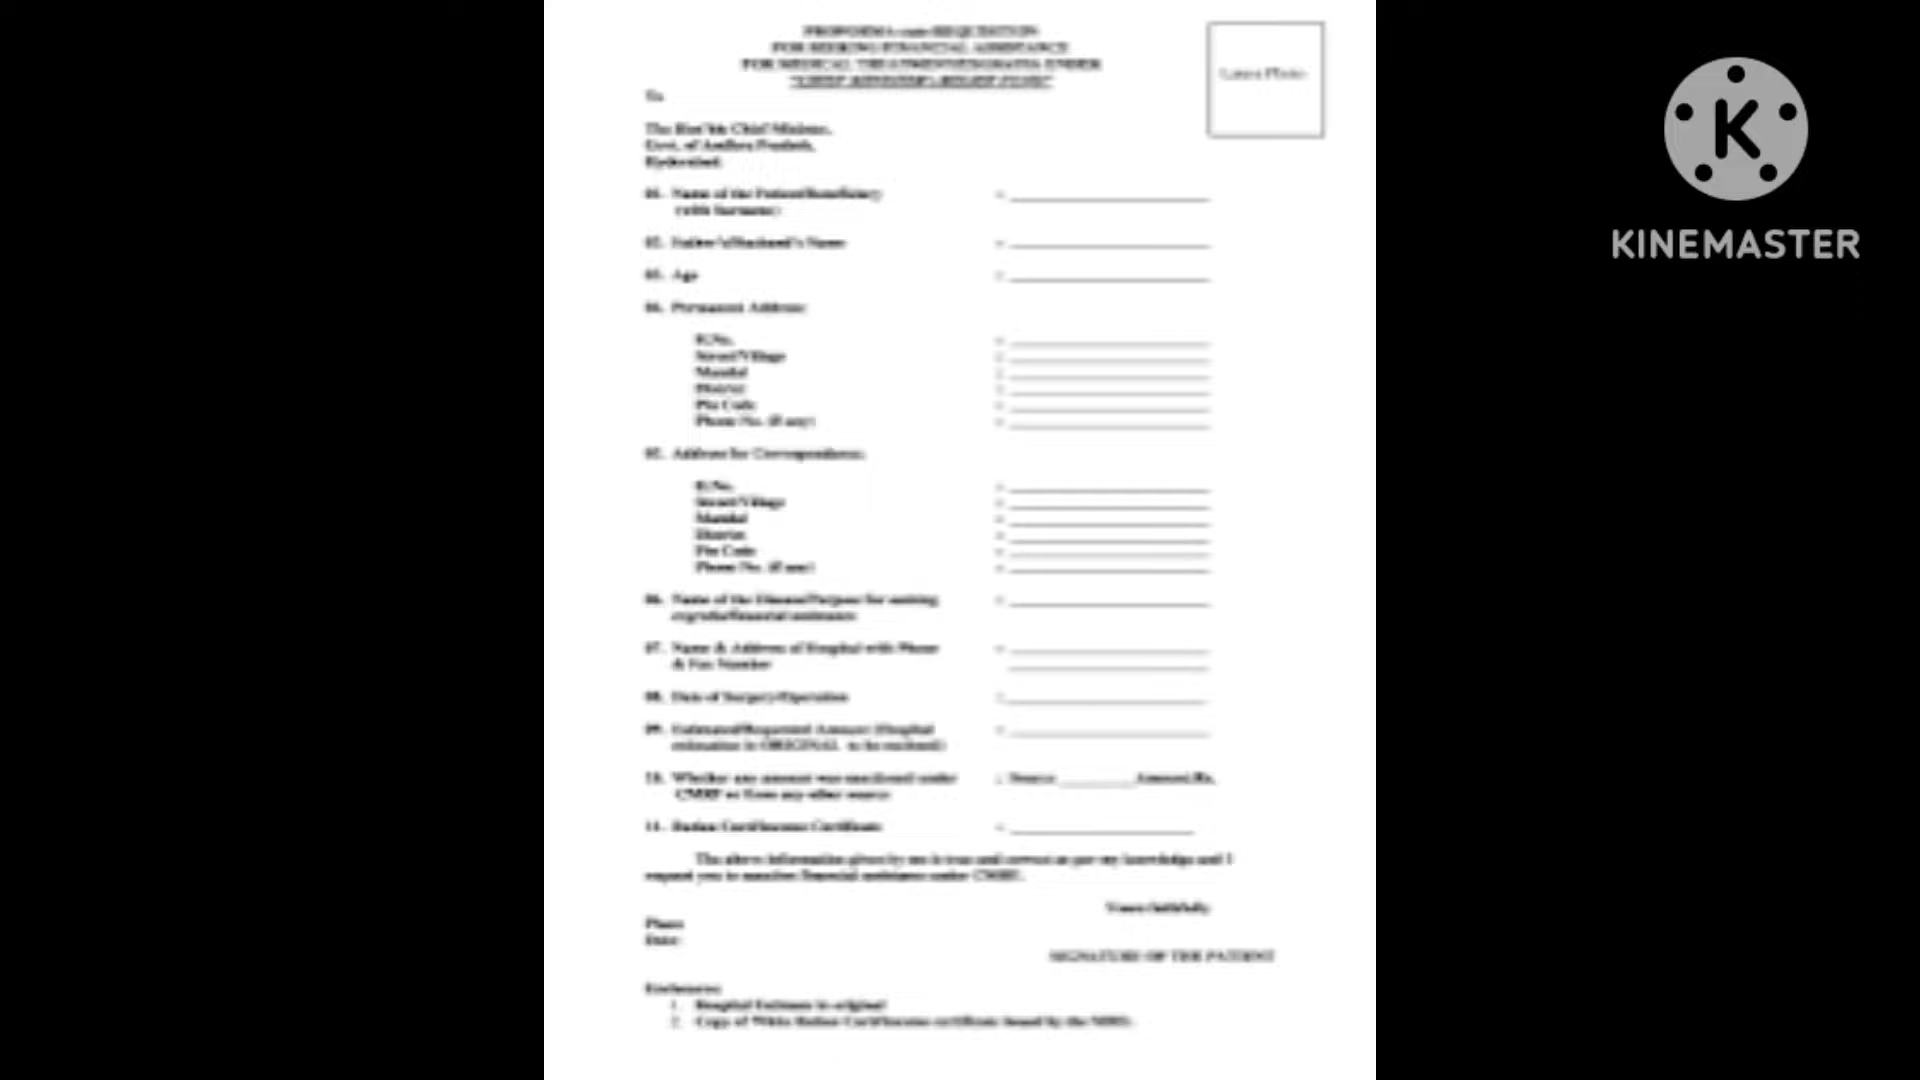 PROFORMA-cum-REQUISITION
FOR SEEKING FINANCIAL ASSISTANCE
FOR MEDICAL TREATMENT/EXGRATIA UNDER
"CHIEF MINISTER's RELIEF FUND"
Latest Photo
To
The Hon'ble Chief Minister,
Govt. of Andhra Pradesh,
Hyderabad.
01. Name of the Patient/Beneficiary : 
(with Surname)
02. Father's/Husband's Name :
03. Age :
04. Permanent Address:
H.No. :
Street/Village :
Mandal :
District :
Pin Code :
Phone No. (if any) :
05. Address for Correspondence:
H.No. :
Street/Village :
Mandal :
District :
Pin Code :
Phone No. (if any) :
06. Name of the Disease/Purpose for seeking :
exgratia/financial assistance
07. Name & Address of Hospital with Phone :
& Fax Number
08. Date of Surgery/Operation :
09. Estimated/Requested Amount (Hospital :
estimation in ORIGINAL to be enclosed)
10. Whether any amount was sanctioned under : Source _________ Amount.Rs.
CMRF or from any other source
11. Ration Card/Income Certificate :
The above information given by me is true and correct as per my knowledge and I
request you to sanction financial assistance under CMRF.
Yours faithfully
Place
Date:
SIGNATURE OF THE PATIENT
Enclosures:
1. Hospital Estimate in original
2. Copy of White Ration Card/Income certificate issued by the MRO.
KINEMASTER